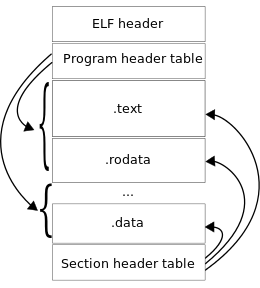 ELF header
Program header table
.text
.rodata
...
.data
Section header table